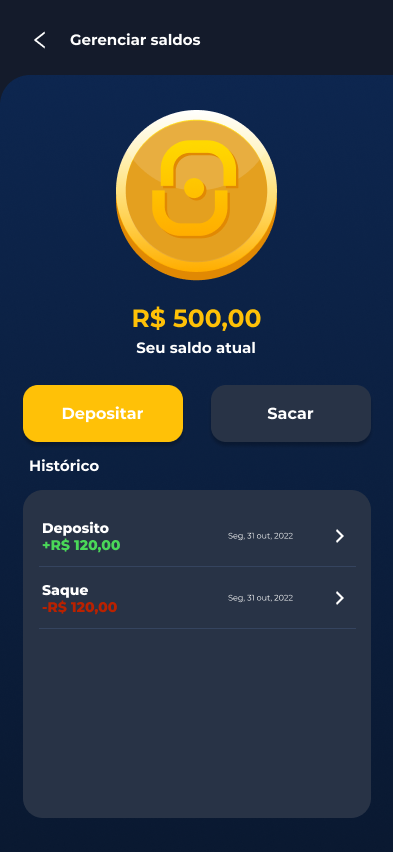 Gerenciar saldos
R$ 500,00
Seu saldo atual
Depositar
Sacar
Histórico
Deposito
+R$ 120,00
Seg, 31 out, 2022
Saque
-R$ 120,00
Seg, 31 out, 2022